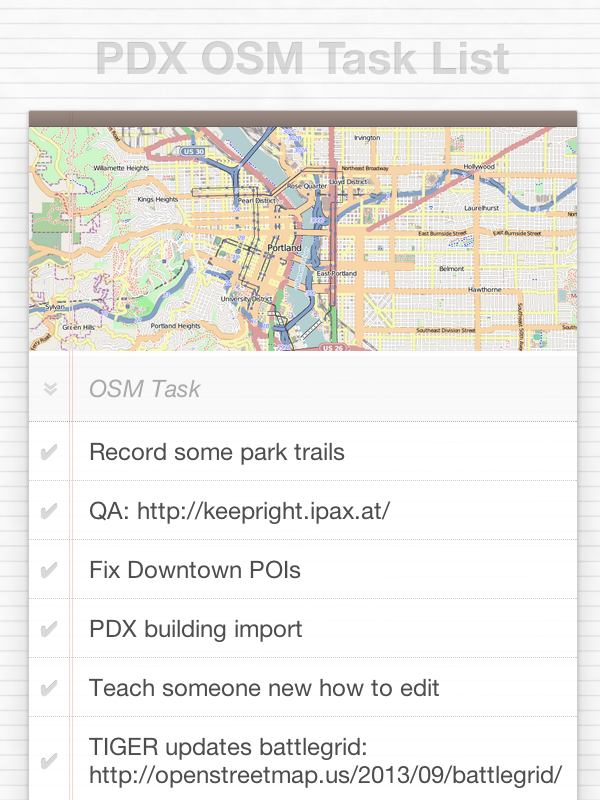 PDX OSM Task List
US 30
Irvington
Willamette Heights
Northeast Broadway
Hollywood
Rose Quarter
Lloyd District
Kings Heights
Pearl District
Laurelhurst
East Burnside Street
East Burnside Street
Portland
Belmont
East Portland
Hawthorne
University District
Sylvan
Green Hills
Portland Heights
Southeast Division Street
South
US 26
OSM Task
Record some park trails
QA: http://keepright.ipax.at/
Fix Downtown POIs
PDX building import
Teach someone new how to edit
TIGER updates battlegrid:
http://openstreetmap.us/2013/09/battlegrid/